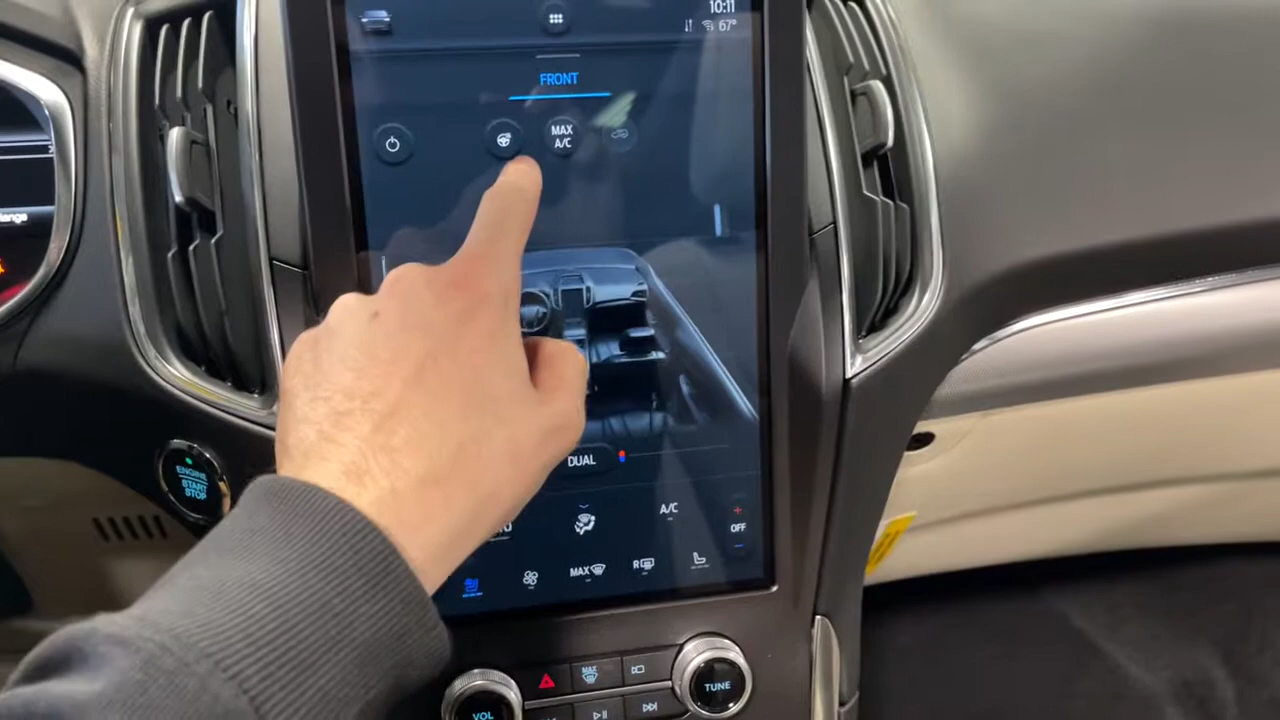 10:11
67°
FRONT
MAX
A/C
DUAL
A/C
OFF
MAX
R
ENGINE
START
STOP
MAX
VOL
TUNE